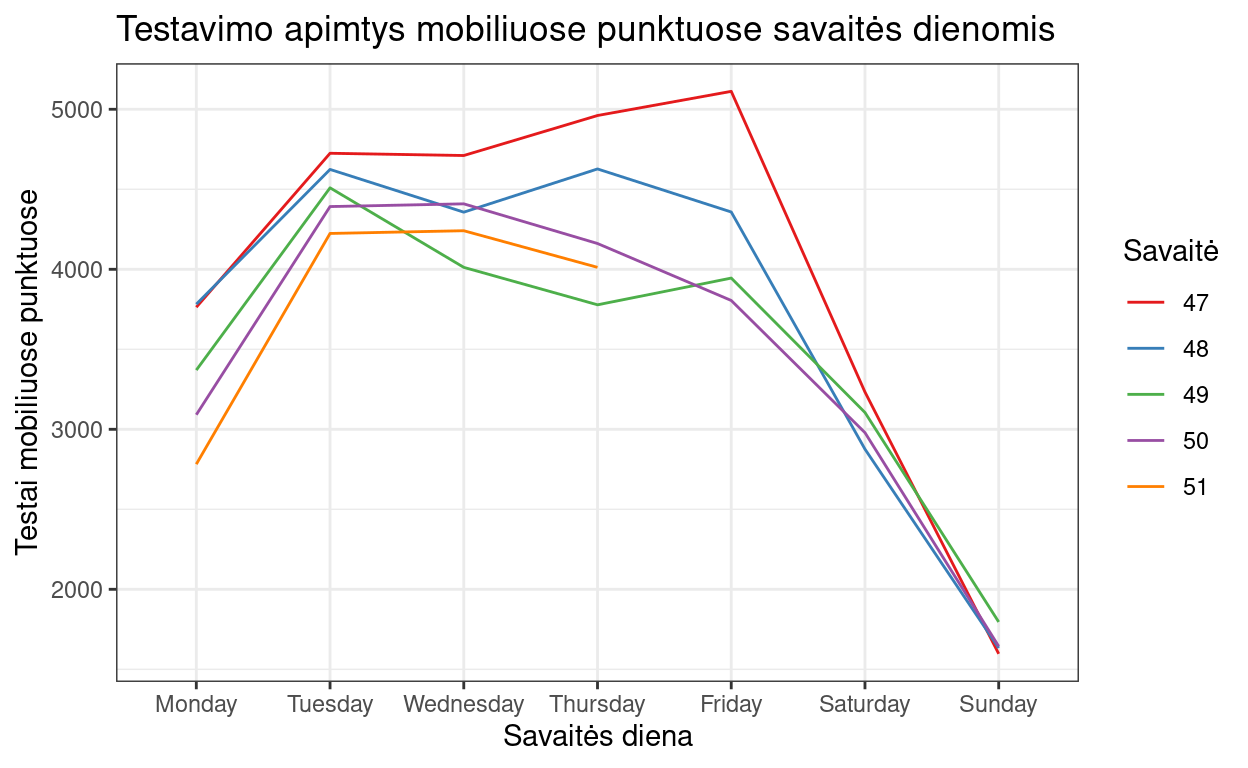 Testavimo apimtys mobiliuose punktuose savaitės dienomis
Testai mobiliuose punktuose
5000
4000
3000
2000
Monday
Tuesday
Wednesday
Thursday
Friday
Saturday
Sunday
Savaitės diena
Savaitė
47
48
49
50
51